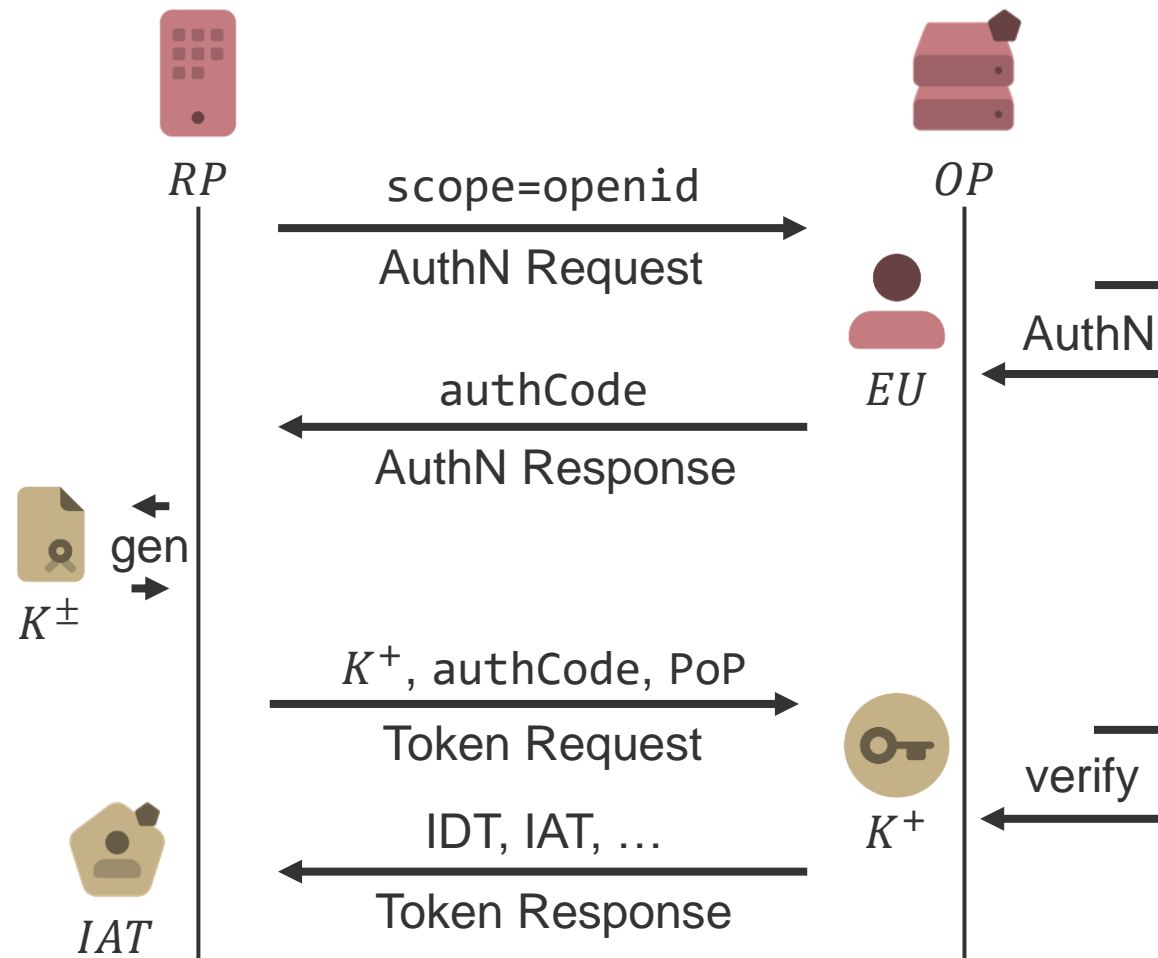 RP
OP
scope=openid
AuthN Request
AuthN
EU
authCode
AuthN Response
gen
K±
K+, authCode, PoP
Token Request
verify
K+
IDT, IAT, …
Token Response
IAT